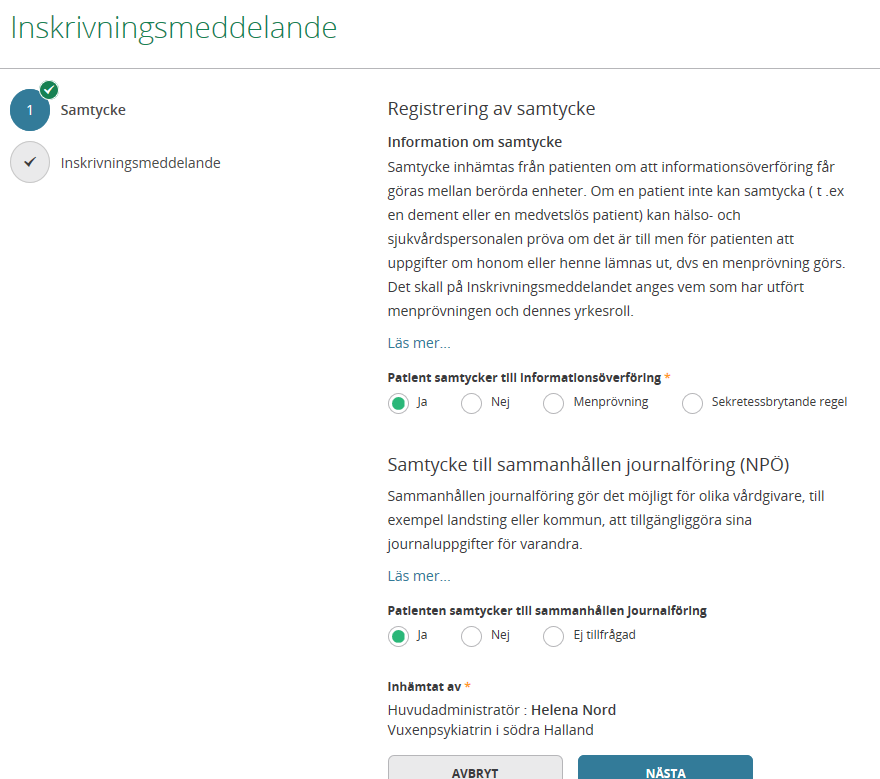 Inskrivningsmeddelande
1
Samtycke
Inskrivningsmeddelande
Registrering av samtycke
Information om samtycke
Samtycke inhämtas från patienten om att informationsöverföring får
göras mellan berörda enheter. Om en patient inte kan samtycka ( t .ex
en dement eller en medvetslös patient) kan hälso- och
sjukvårdspersonalen pröva om det är till men för patienten att
uppgifter om honom eller henne lämnas ut, dvs en menprövning görs.
Det skall på Inskrivningsmeddelandet anges vem som har utfört
menprövningen och dennes yrkesroll.
Läs mer...
Patient samtycker till informationsöverföring *
Ja Nej Menprövning Sekretessbrytande regel
Samtycke till sammanhållen journalföring (NPÖ)
Sammanhållen journalföring gör det möjligt för olika vårdgivare, till
exempel landsting eller kommun, att tillgängliggöra sina
journaluppgifter för varandra.
Läs mer...
Patienten samtycker till sammanhållen journalföring
Ja Nej Ej tillfrågad
Inhämtat av *
Huvudadministratör : Helena Nord
Vuxenpsykiatrin i södra Halland
AVBRYT NÄSTA